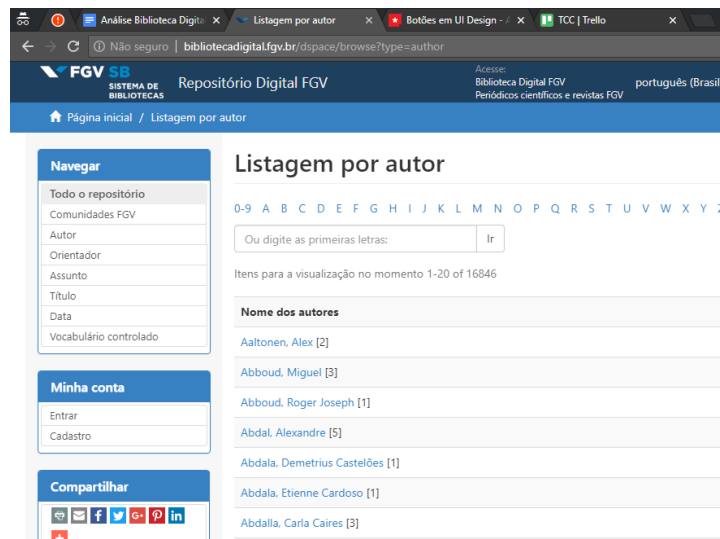 Análise Biblioteca Digita
Listagem por autor
Botões em UI Design - A
TCC | Trello
Não seguro | bibliotecadigital.fgv.br/dspace/browse?type=author
FGV SB
SISTEMA DE
BIBLIOTECAS
Repositório Digital FGV
Acesse:
Biblioteca Digital FGV
Periódicos científicos e revistas FGV
português (Brasil
Página inicial / Listagem por autor
Navegar
Todo o repositório
Comunidades FGV
Autor
Orientador
Assunto
Título
Data
Vocabulário controlado
Minha conta
Entrar
Cadastro
Compartilhar
Listagem por autor
0-9 A B C D E F G H I J K L M N O P Q R S T U V W X Y Z
Ou digite as primeiras letras:
Ir
Itens para a visualização no momento 1-20 of 16846
Nome dos autores
Aaltonen, Alex [2]
Abboud, Miguel [3]
Abboud, Roger Joseph [1]
Abdal, Alexandre [5]
Abdala, Demetrius Castelões [1]
Abdala, Etienne Cardoso [1]
Abdalla, Carla Caires [3]